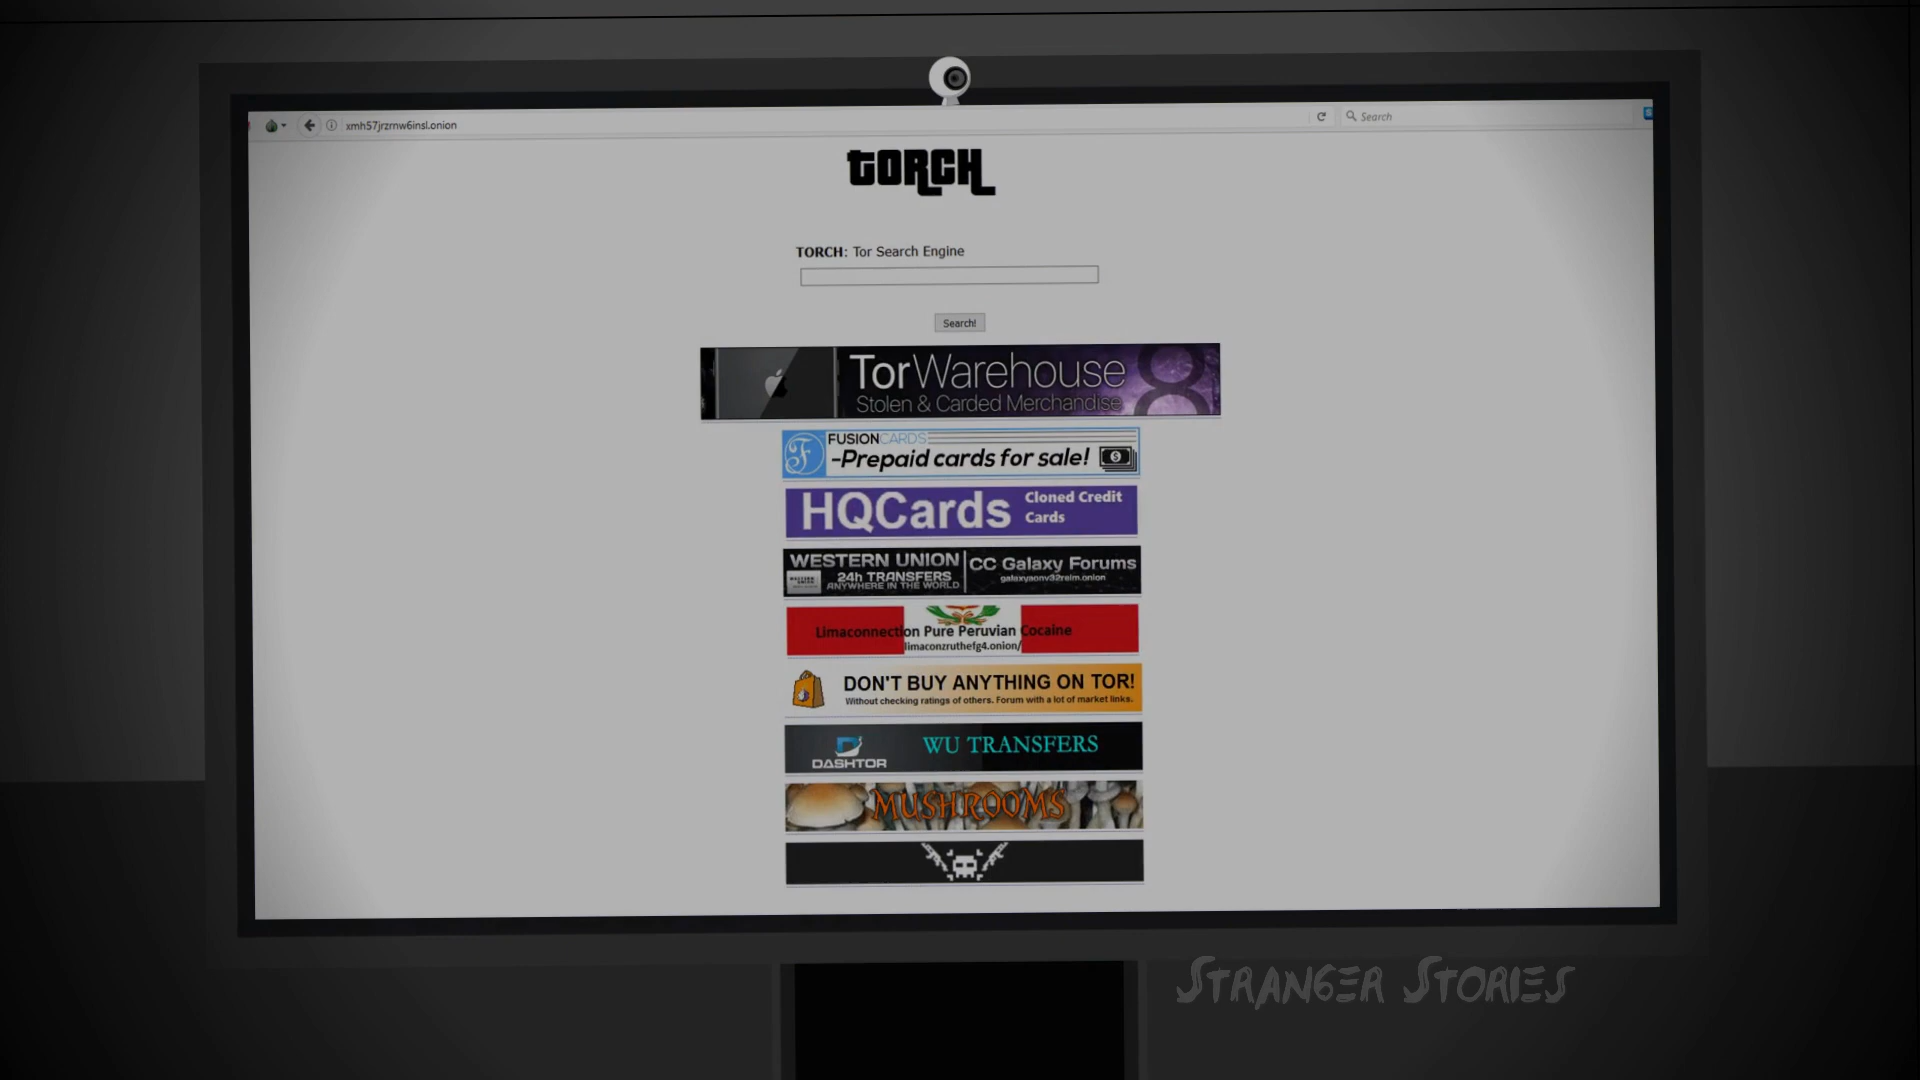 xmh57jrzrnw6insl.onion
Search
TORCH
TORCH: Tor Search Engine
Search!
TorWarehouse
Stolen & Carded Merchandise
8
FUSIONCARDS
-Prepaid cards for sale!
HQCards
Cloned Credit
Cards
WESTERN UNION
24h TRANSFERS
ANYWHERE IN THE WORLD
CC Galaxy Forums
Limaconnection Pure Peruvian Cocaine
limaconzruthefg4.onion/
DON'T BUY ANYTHING ON TOR!
Without checking ratings of others. Forum with a lot of market links.
DASHTOR
WU TRANSFERS
MUSHROOMS
STRANGER STORIES